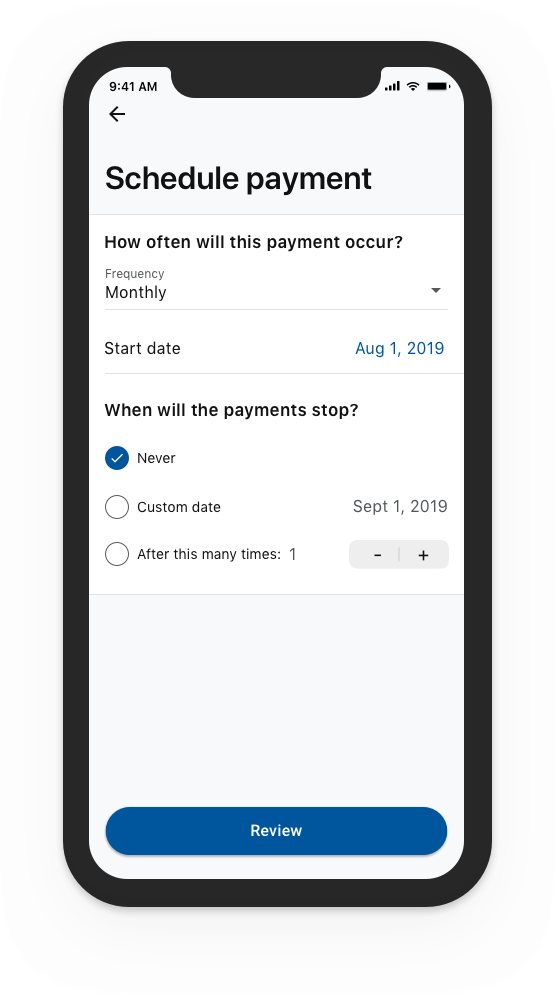 9:41 AM
Schedule payment
How often will this payment occur?
Frequency
Monthly
Start date Aug 1, 2019
When will the payments stop?
Never
Custom date Sept 1, 2019
After this many times: 1 - +
Review